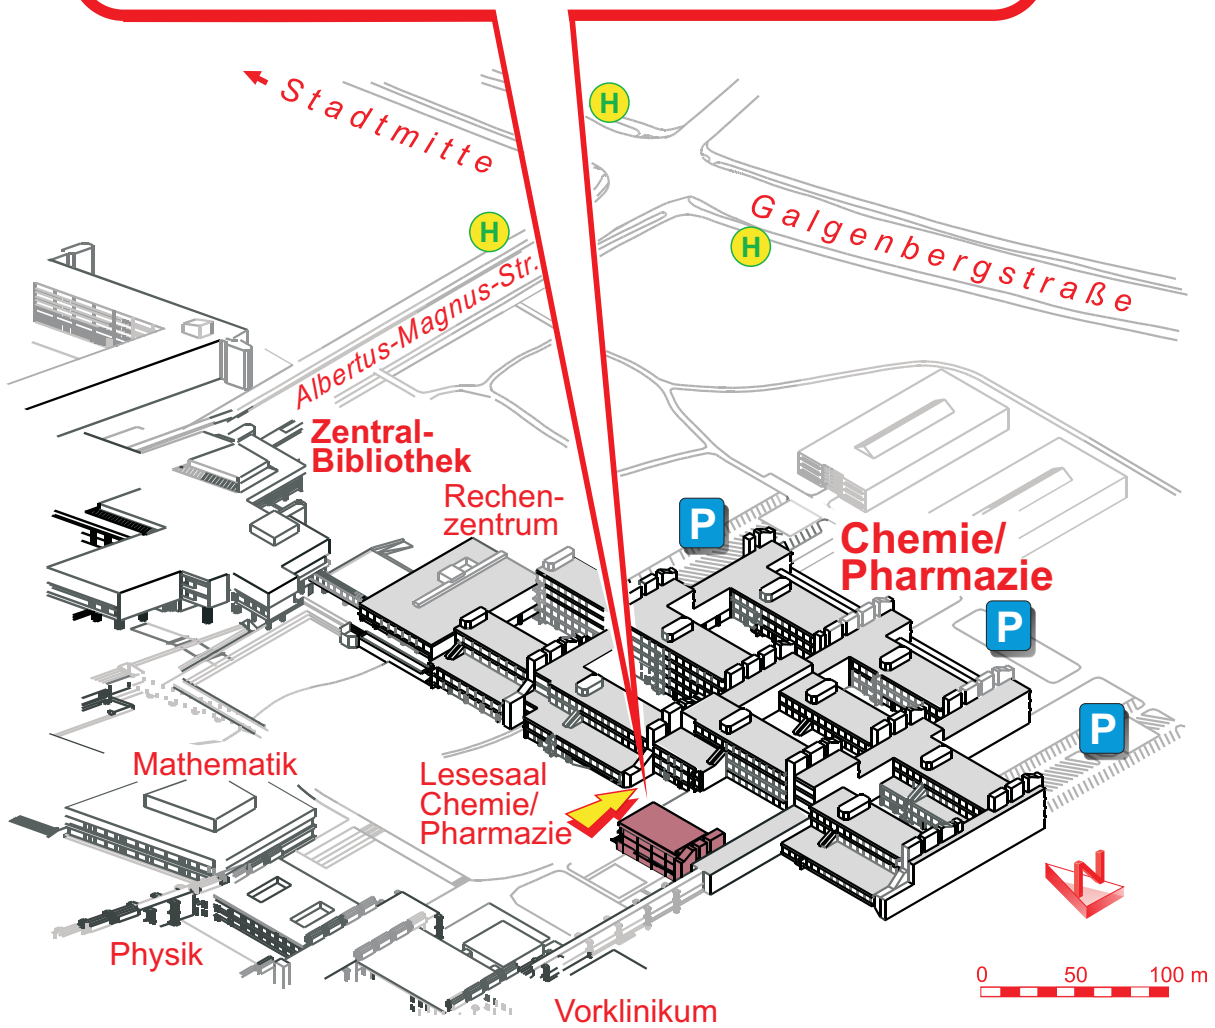 H
Stadtmitte
H
Galgenbergstraße
H
Albertus-Magnus-Str.
Zentral-
Bibliothek
Rechen-
zentrum
P
Chemie/
Pharmazie
P
P
Mathematik
Lesesaal
Chemie/
Pharmazie
N
Physik
0 50 100 m
Vorklinikum